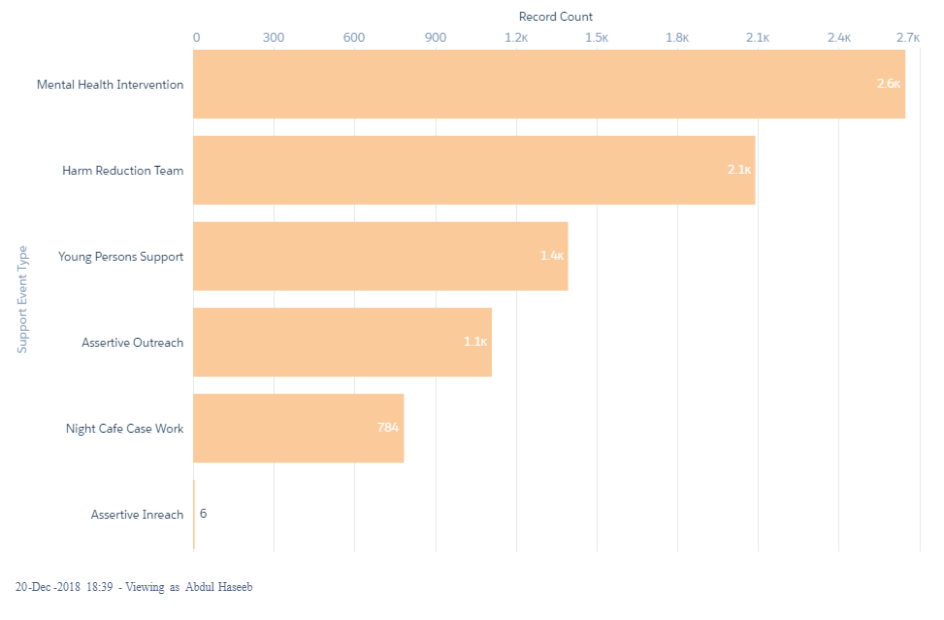 Record Count
0 300 600 900 1.2K 1.5K 1.8K 2.1K 2.4K 2.7K
Support Event Type
Mental Health Intervention 2.6K
Harm Reduction Team 2.1K
Young Persons Support 1.4K
Assertive Outreach 1.1K
Night Cafe Case Work 784
Assertive Inreach 6
20-Dec-2018 18:39 - Viewing as Abdul Haseeb